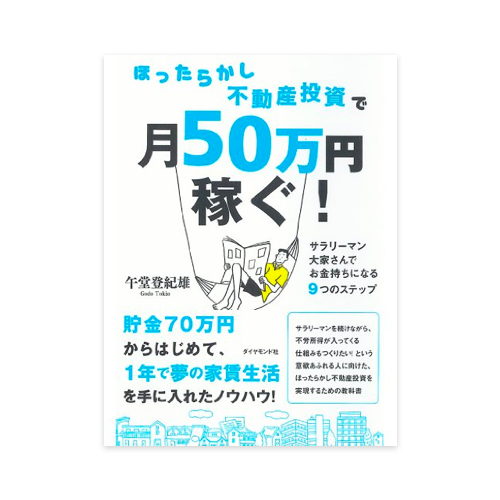 ほったらかし
不動産投資で
月50万円
稼ぐ！
サラリーマン
大家さんで
お金持ちになる
9つのステップ
午堂登紀雄
Godo Tokio
貯金70万円
からはじめて、
ダイヤモンド社
1年で夢の家賃生活
を手に入れたノウハウ！
サラリーマンを続けながら、
不労所得が入ってくる
仕組みもつくりたい！という
意欲あふれる人に向けた、
ほったらかし不動産投資を
実現するための教科書